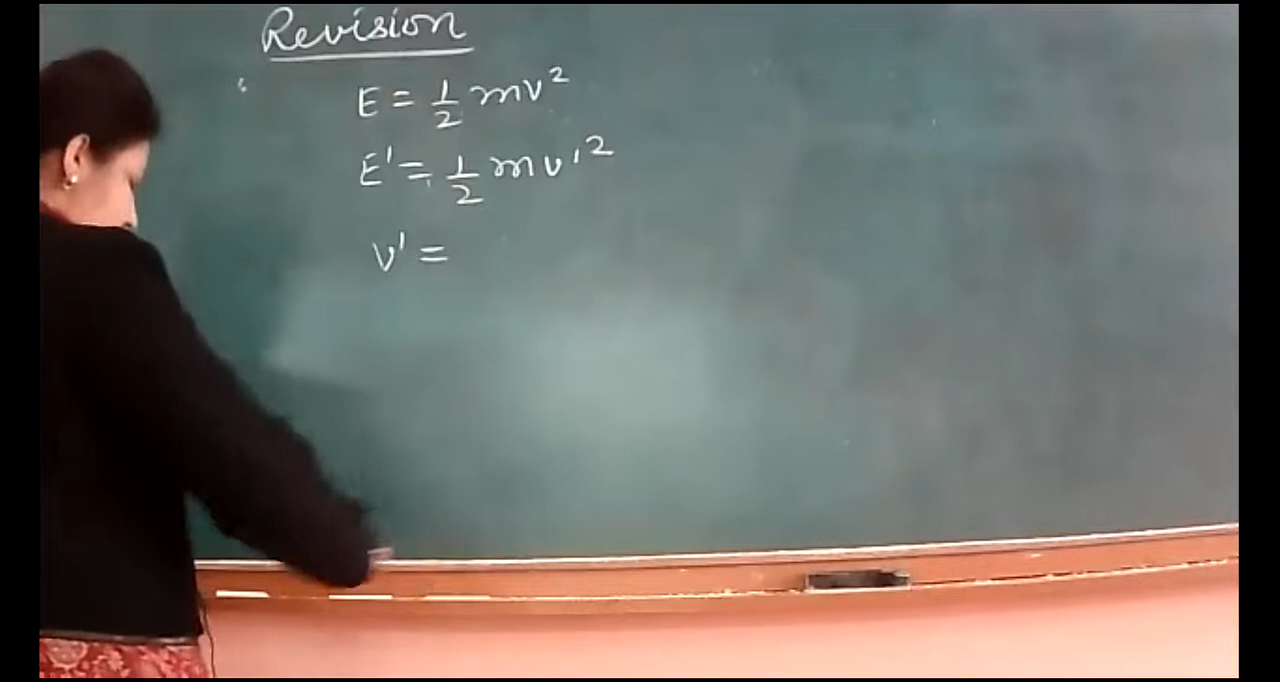 Revision
E = 1/2 mv²
E' = 1/2 mv'²
v' =